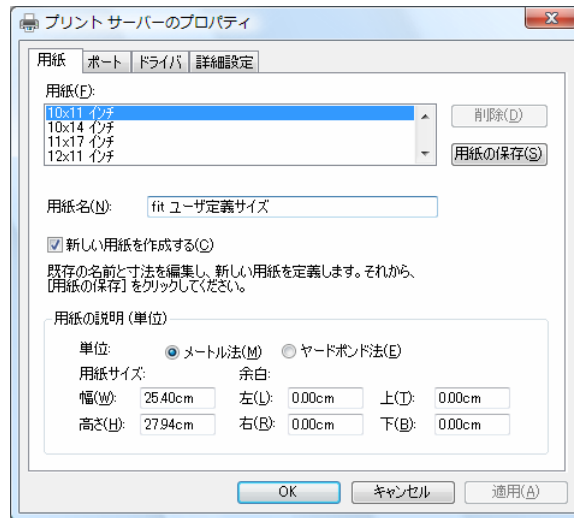 プリント サーバーのプロパティ
用紙 ポート ドライバ 詳細設定
用紙(F):
10x11 インチ
10x14 インチ
11x17 インチ
12x11 インチ
削除(D)
用紙の保存(S)
用紙名(N): fit ユーザ定義サイズ
新しい用紙を作成する(C)
既存の名前と寸法を編集し、新しい用紙を定義します。それから、
[用紙の保存] をクリックしてください。
用紙の説明 (単位)
単位: メートル法(M) ヤードポンド法(E)
用紙サイズ: 余白:
幅(W): 25.40cm 左(L): 0.00cm 上(T): 0.00cm
高さ(H): 27.94cm 右(R): 0.00cm 下(B): 0.00cm
OK キャンセル 適用(A)